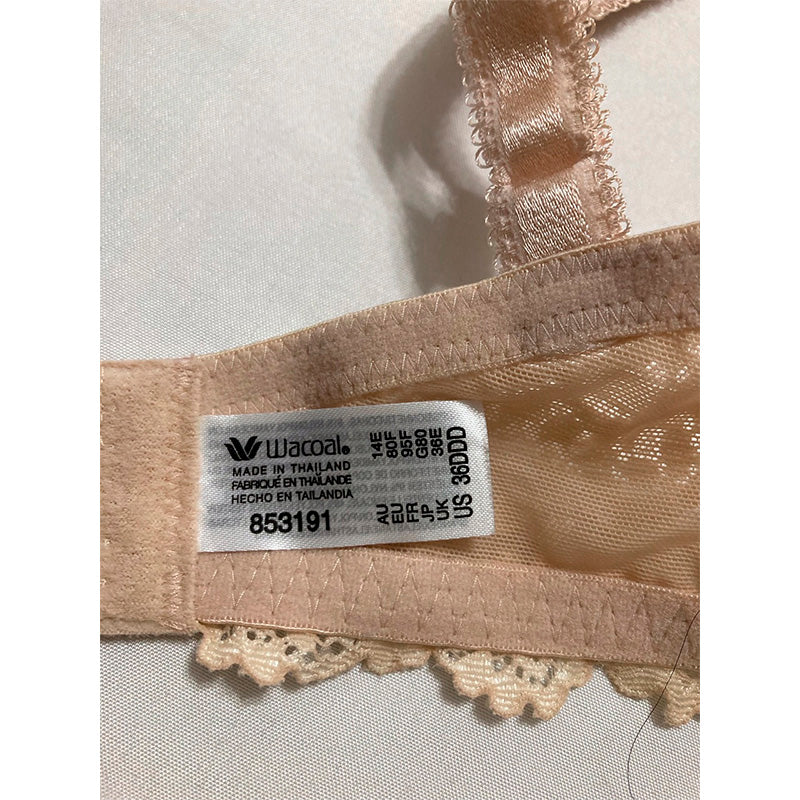 Wacoal®
MADE IN THAILAND
FABRIQUÉ EN THAÏLANDE
HECHO EN TAILANDIA
853191
AU 14E
EU 80F
FR 95F
JP G80
UK 36E
US 36DDD